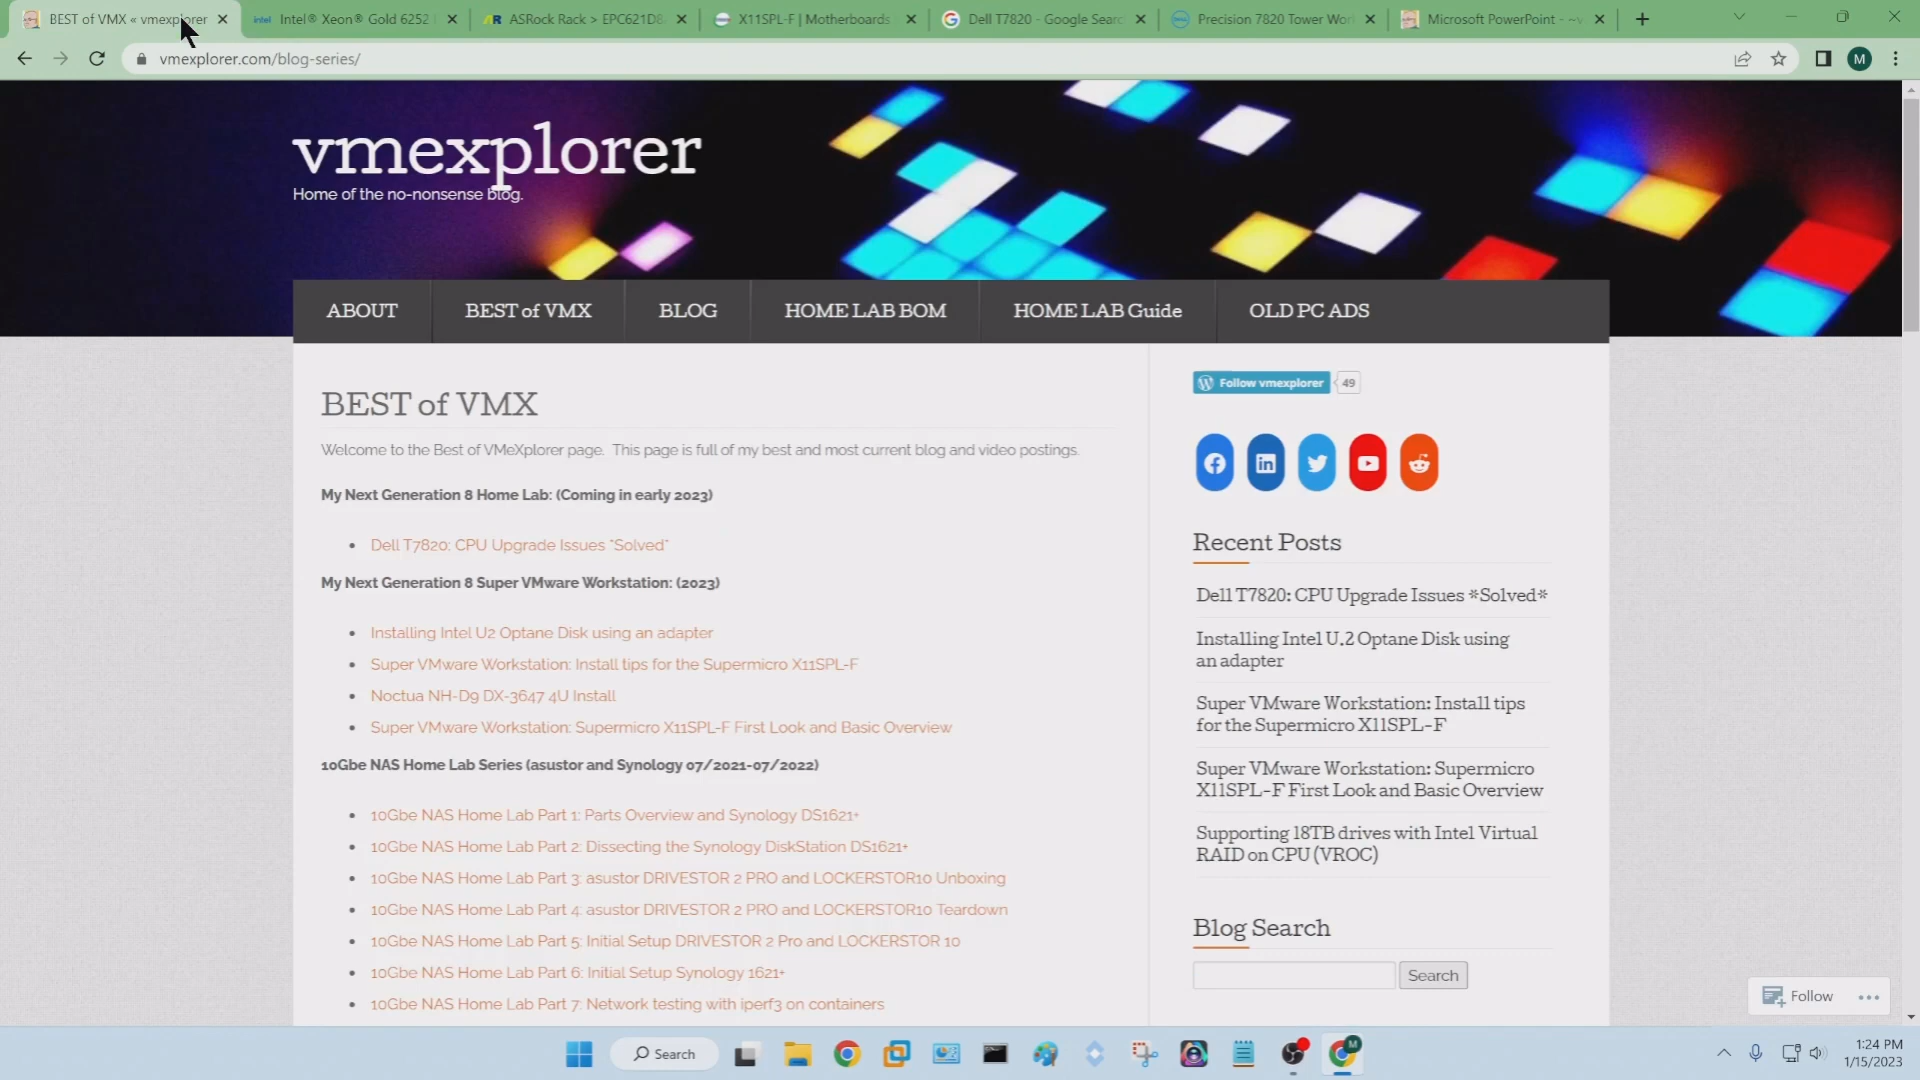 BEST of VMX « vmexplorer
Intel® Xeon® Gold 6252
ASRock Rack > EPC621D8
X11SPL-F | Motherboards
Dell T7820 - Google Searc
Precision 7820 Tower Wor
Microsoft PowerPoint - ~v
vmexplorer.com/blog-series/
M
vmexplorer
Home of the no-nonsense blog.
ABOUT
BEST of VMX
BLOG
HOME LAB BOM
HOME LAB Guide
OLD PC ADS
BEST of VMX
Welcome to the Best of VMeXplorer page. This page is full of my best and most current blog and video postings.
My Next Generation 8 Home Lab: (Coming in early 2023)
Dell T7820: CPU Upgrade Issues *Solved*
My Next Generation 8 Super VMware Workstation: (2023)
Installing Intel U2 Optane Disk using an adapter
Super VMware Workstation: Install tips for the Supermicro X11SPL-F
Noctua NH-D9 DX-3647 4U Install
Super VMware Workstation: Supermicro X11SPL-F First Look and Basic Overview
10Gbe NAS Home Lab Series (asustor and Synology 07/2021-07/2022)
10Gbe NAS Home Lab Part 1: Parts Overview and Synology DS1621+
10Gbe NAS Home Lab Part 2: Dissecting the Synology DiskStation DS1621+
10Gbe NAS Home Lab Part 3: asustor DRIVESTOR 2 PRO and LOCKERSTOR10 Unboxing
10Gbe NAS Home Lab Part 4: asustor DRIVESTOR 2 PRO and LOCKERSTOR10 Teardown
10Gbe NAS Home Lab Part 5: Initial Setup DRIVESTOR 2 Pro and LOCKERSTOR 10
10Gbe NAS Home Lab Part 6: Initial Setup Synology 1621+
10Gbe NAS Home Lab Part 7: Network testing with iperf3 on containers
Follow vmexplorer 49
Recent Posts
Dell T7820: CPU Upgrade Issues *Solved*
Installing Intel U.2 Optane Disk using
an adapter
Super VMware Workstation: Install tips
for the Supermicro X11SPL-F
Super VMware Workstation: Supermicro
X11SPL-F First Look and Basic Overview
Supporting 18TB drives with Intel Virtual
RAID on CPU (VROC)
Blog Search
Search
Follow
Search
1:24 PM
1/15/2023